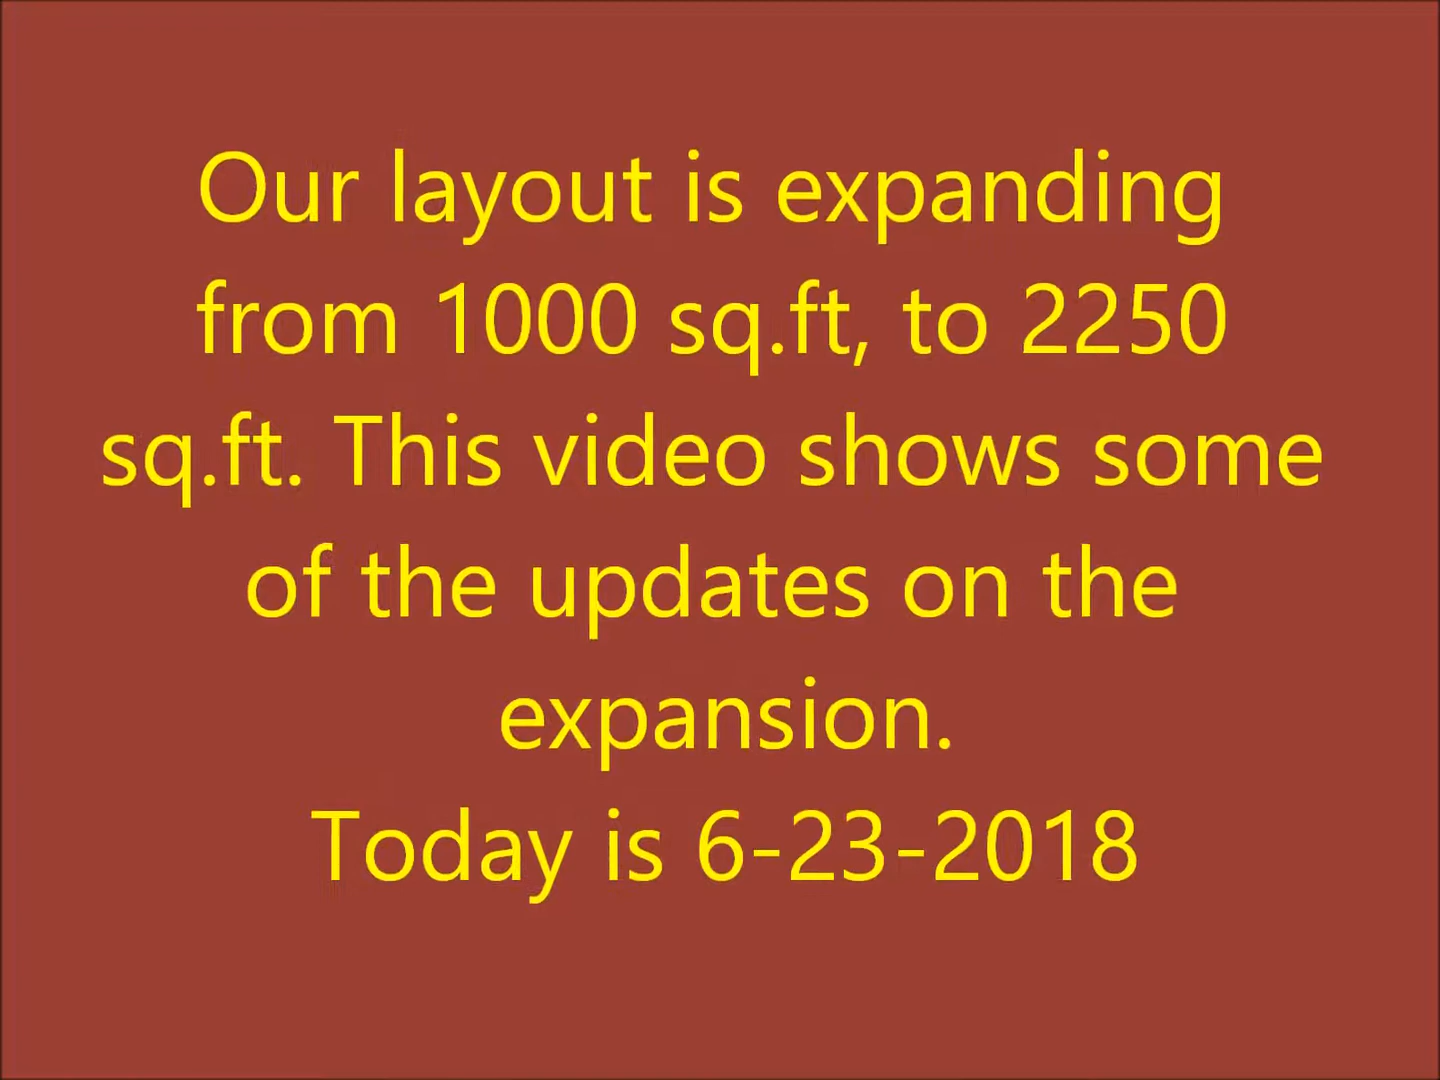 Our layout is expanding
from 1000 sq.ft, to 2250
sq.ft. This video shows some
of the updates on the
expansion.
Today is 6-23-2018